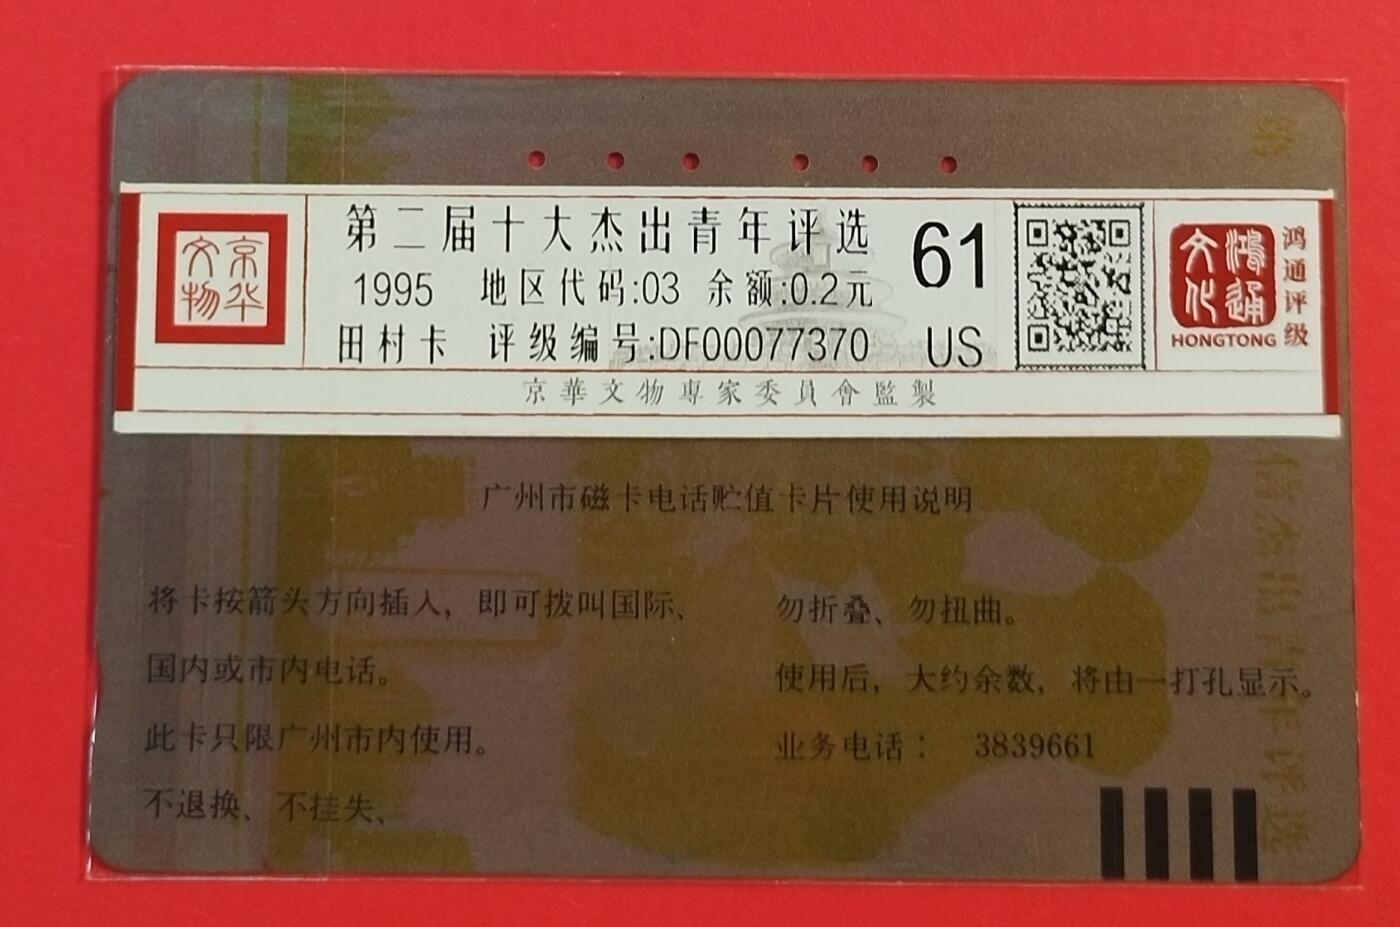 京华
文物
第二届十大杰出青年评选
1995 地区代码:03 余额:0.2元
田村卡 评级编号:DF00077370
61
US
鸿通
文化
HONGTONG
鸿通评级
京華文物專家委員會監製
广州市磁卡电话贮值卡片使用说明
将卡按箭头方向插入，即可拨叫国际、
国内或市内电话。
此卡只限广州市内使用。
不退换、不挂失、
勿折叠、勿扭曲。
使用后，大约余数，将由一打孔显示。
业务电话： 3839661